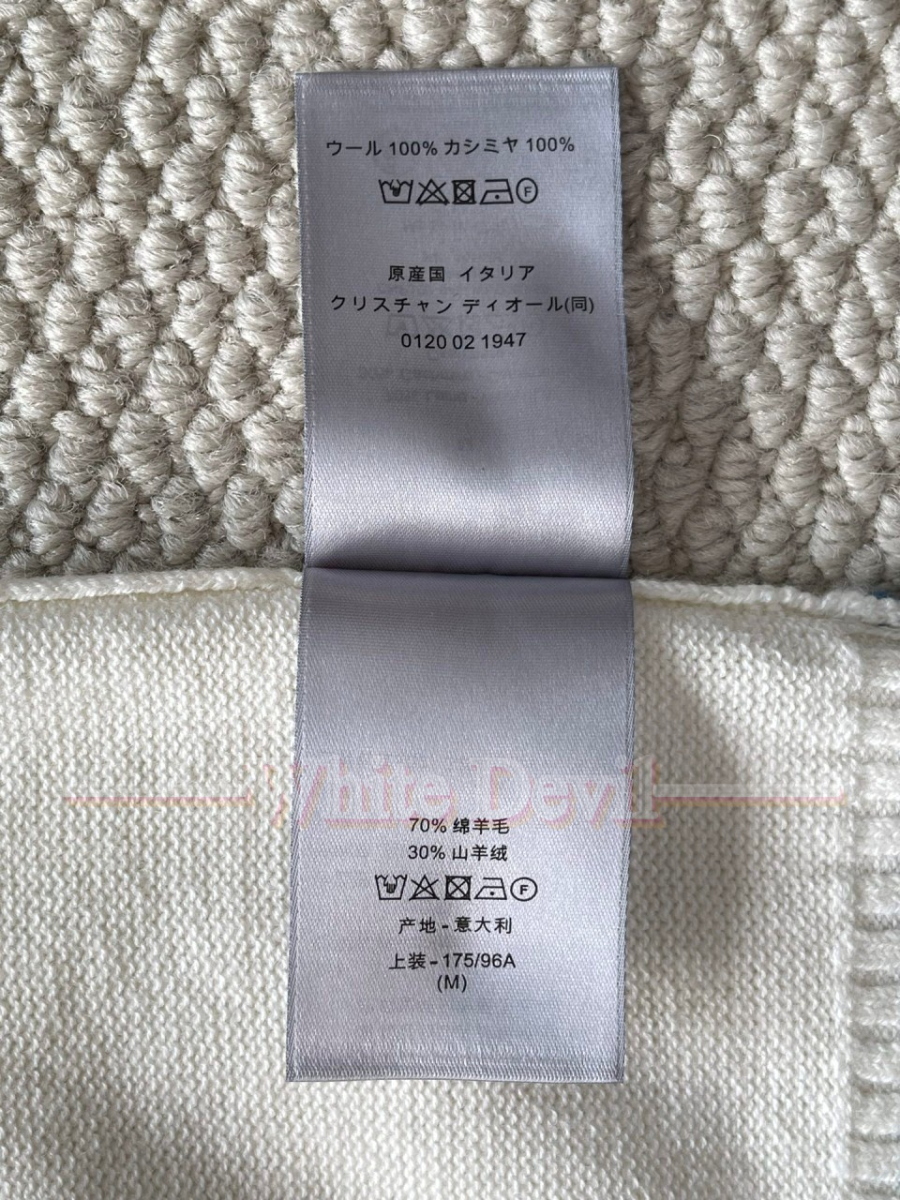 ウール 100% カシミヤ 100%
F
原産国 イタリア
クリスチャン ディオール(同)
0120 02 1947
White Devil
70% 绵羊毛
30% 山羊绒
F
产地 - 意大利
上装 - 175/96A
(M)